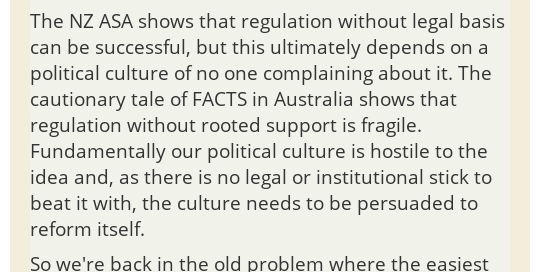 The NZ ASA shows that regulation without legal basis
can be successful, but this ultimately depends on a
political culture of no one complaining about it. The
cautionary tale of FACTS in Australia shows that
regulation without rooted support is fragile.
Fundamentally our political culture is hostile to the
idea and, as there is no legal or institutional stick to
beat it with, the culture needs to be persuaded to
reform itself.
So we're back in the old problem where the easiest